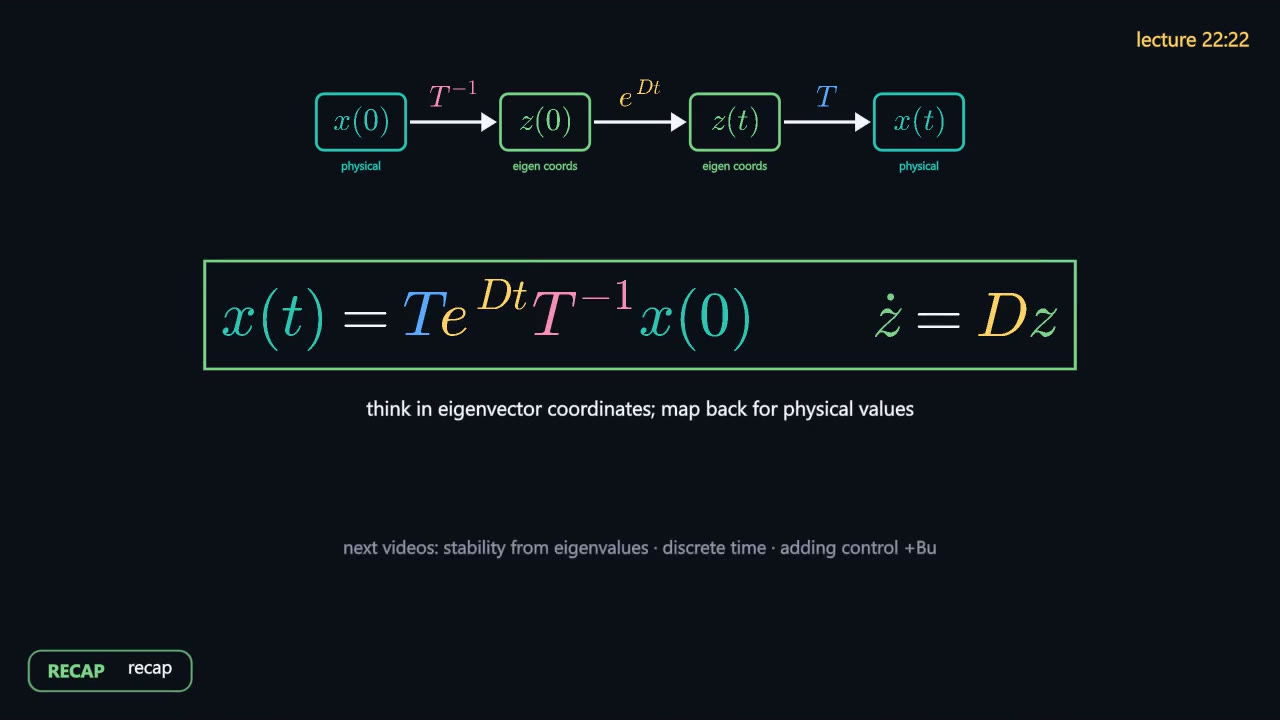 lecture 22:22
T⁻¹ e^{Dt} T
x(0) z(0) z(t) x(t)
physical eigen coords eigen coords physical
x(t) = Te^{Dt}T⁻¹x(0) ż = Dz
think in eigenvector coordinates; map back for physical values
next videos: stability from eigenvalues · discrete time · adding control +Bu
RECAP recap